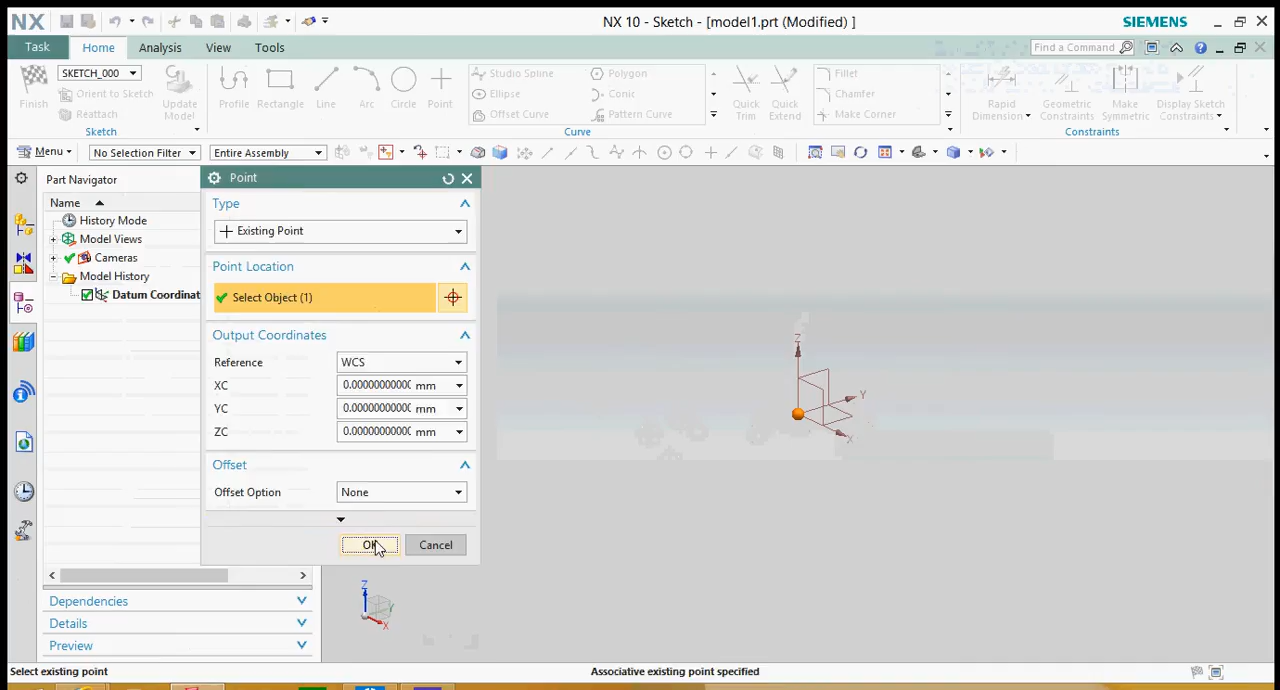 NX
NX 10 - Sketch - [model1.prt (Modified) ]
SIEMENS
Task
Home
Analysis
View
Tools
Find a Command
SKETCH_000
Orient to Sketch
Reattach
Finish
Update
Model
Sketch
Profile
Rectangle
Line
Arc
Circle
Point
Studio Spline
Ellipse
Offset Curve
Polygon
Conic
Pattern Curve
Curve
Quick
Trim
Quick
Extend
Fillet
Chamfer
Make Corner
Rapid
Dimension
Geometric
Constraints
Make
Symmetric
Display Sketch
Constraints
Constraints
Menu
No Selection Filter
Entire Assembly
Part Navigator
Name
History Mode
Model Views
Cameras
Model History
Datum Coordinat
Point
Type
Existing Point
Point Location
Select Object (1)
Output Coordinates
Reference
WCS
XC
0.0000000000 mm
YC
0.0000000000 mm
ZC
0.0000000000 mm
Offset
Offset Option
None
OK
Cancel
Z
Y
X
Z
Y
X
Dependencies
Details
Preview
Select existing point
Associative existing point specified